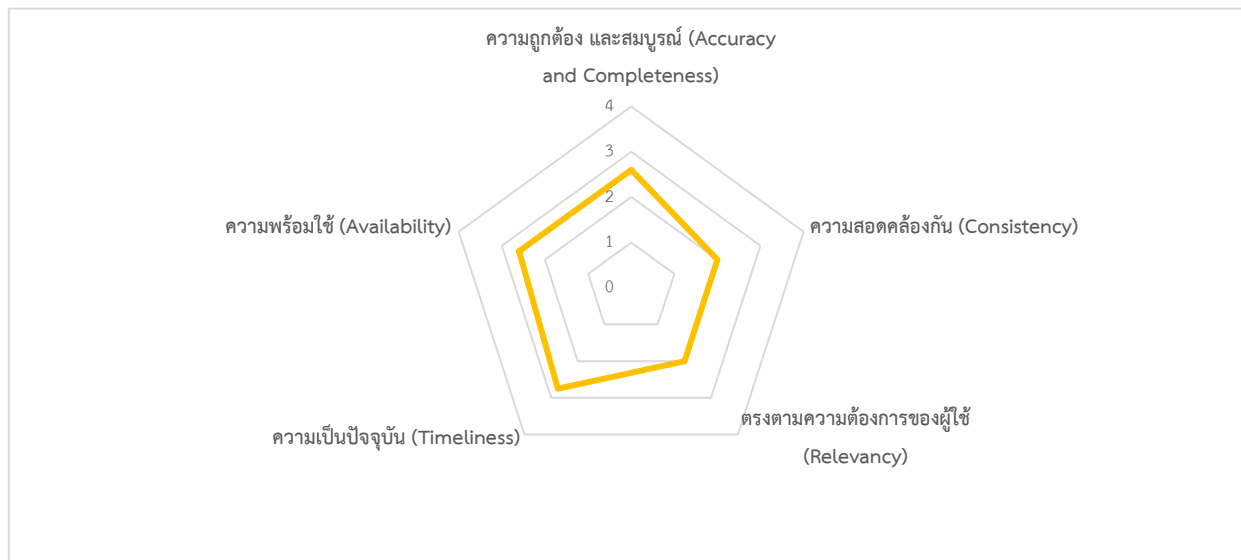 ความถูกต้อง และสมบูรณ์ (Accuracy
and Completeness)
4
3
2
1
0
ความพร้อมใช้ (Availability)
ความสอดคล้องกัน (Consistency)
ความเป็นปัจจุบัน (Timeliness)
ตรงตามความต้องการของผู้ใช้
(Relevancy)